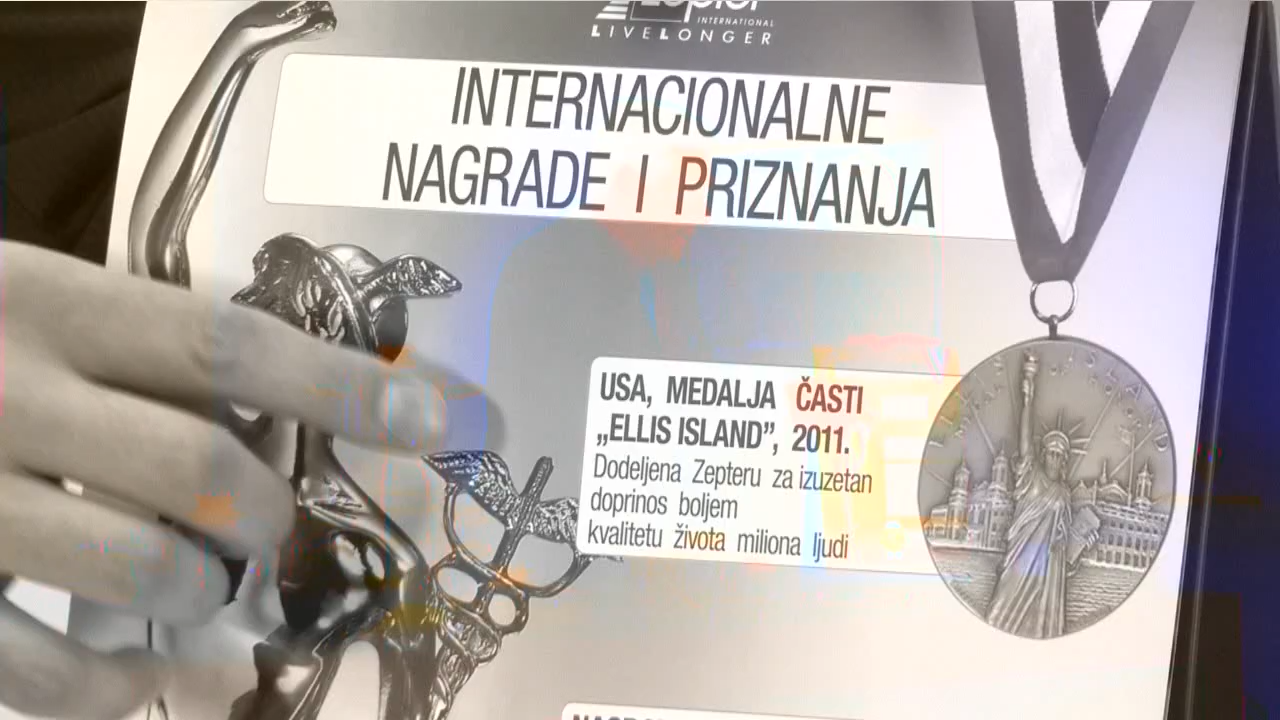 INTERNATIONAL
LIVELONGER
INTERNACIONALNE
NAGRADE I PRIZNANJA
USA, MEDALJA ČASTI
„ELLIS ISLAND”, 2011.
Dodeljena Zepteru za izuzetan
doprinos boljem
kvalitetu života miliona ljudi